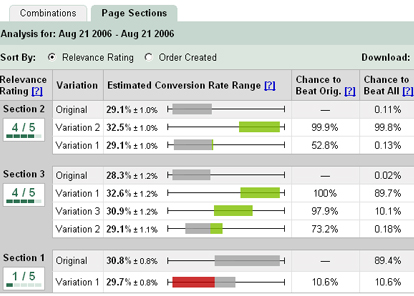 Combinations Page Sections
Analysis for: Aug 21 2006 - Aug 21 2006
Sort By: Relevance Rating Order Created Download:
Relevance Rating [?] Variation Estimated Conversion Rate Range [?] Chance to Beat Orig. [?] Chance to Beat All [?]
Section 2
4 / 5
Original 29.1% ± 1.0% — 0.11%
Variation 2 32.5% ± 1.0% 99.9% 99.8%
Variation 1 29.1% ± 1.0% 52.8% 0.13%
Section 3
4 / 5
Original 28.3% ± 1.2% — 0.02%
Variation 1 32.6% ± 1.2% 100% 89.7%
Variation 3 30.9% ± 1.2% 97.9% 10.1%
Variation 2 29.1% ± 1.1% 73.2% 0.18%
Section 1
1 / 5
Original 30.8% ± 0.8% — 89.4%
Variation 1 29.7% ± 0.8% 10.6% 10.6%